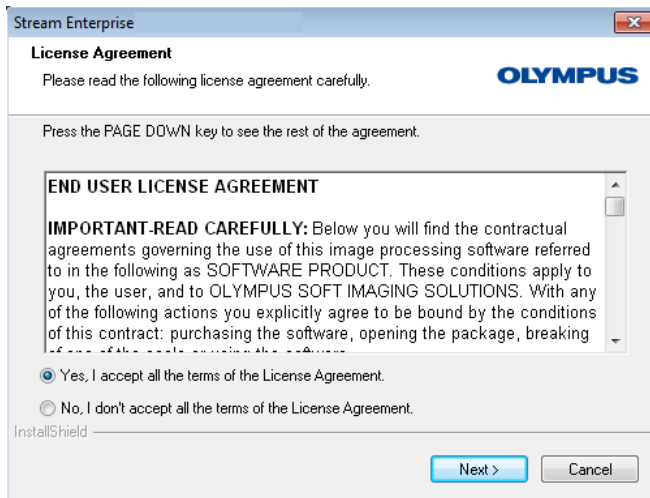 Stream Enterprise
License Agreement
Please read the following license agreement carefully.
OLYMPUS
Press the PAGE DOWN key to see the rest of the agreement.
END USER LICENSE AGREEMENT
IMPORTANT-READ CAREFULLY: Below you will find the contractual
agreements governing the use of this image processing software referred
to in the following as SOFTWARE PRODUCT. These conditions apply to
you, the user, and to OLYMPUS SOFT IMAGING SOLUTIONS. With any
of the following actions you explicitly agree to be bound by the conditions
of this contract: purchasing the software, opening the package, breaking
Yes, I accept all the terms of the License Agreement.
No, I don't accept all the terms of the License Agreement.
InstallShield
Next >
Cancel